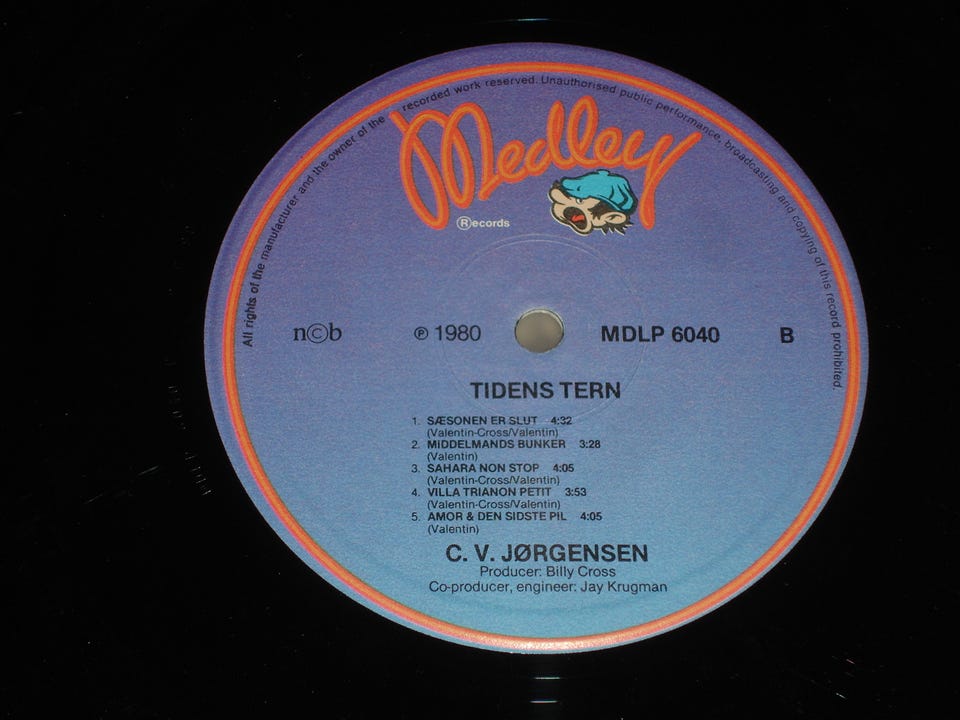 All rights of the manufacturer and the owner of the recorded work reserved. Unauthorised public performance, broadcasting and copying of this record prohibited.
Medley
Records
n©b ℗ 1980 MDLP 6040 B
TIDENS TERN
1. SÆSONEN ER SLUT 4:32
(Valentin-Cross/Valentin)
2. MIDDELMANDS BUNKER 3:28
(Valentin)
3. SAHARA NON STOP 4:05
(Valentin-Cross/Valentin)
4. VILLA TRIANON PETIT 3:53
(Valentin-Cross/Valentin)
5. AMOR & DEN SIDSTE PIL 4:05
(Valentin)
C. V. JØRGENSEN
Producer: Billy Cross
Co-producer, engineer: Jay Krugman